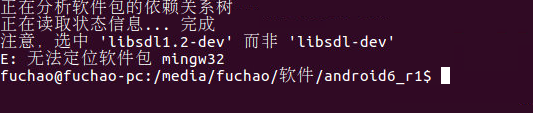 正在分析软件包的依赖关系树
正在读取状态信息... 完成
注意，选中 'libsdl1.2-dev' 而非 'libsdl-dev'
E: 无法定位软件包 mingw32
fuchao@fuchao-pc:/media/fuchao/软件/android6_r1$